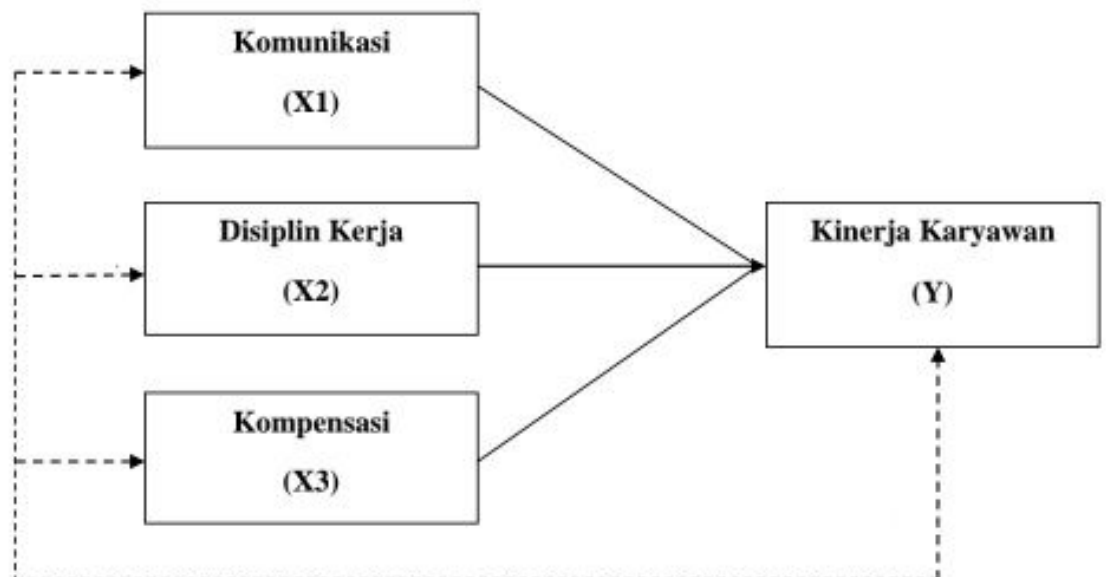 Komunikasi
(X1)
Disiplin Kerja
(X2)
Kompensasi
(X3)
Kinerja Karyawan
(Y)